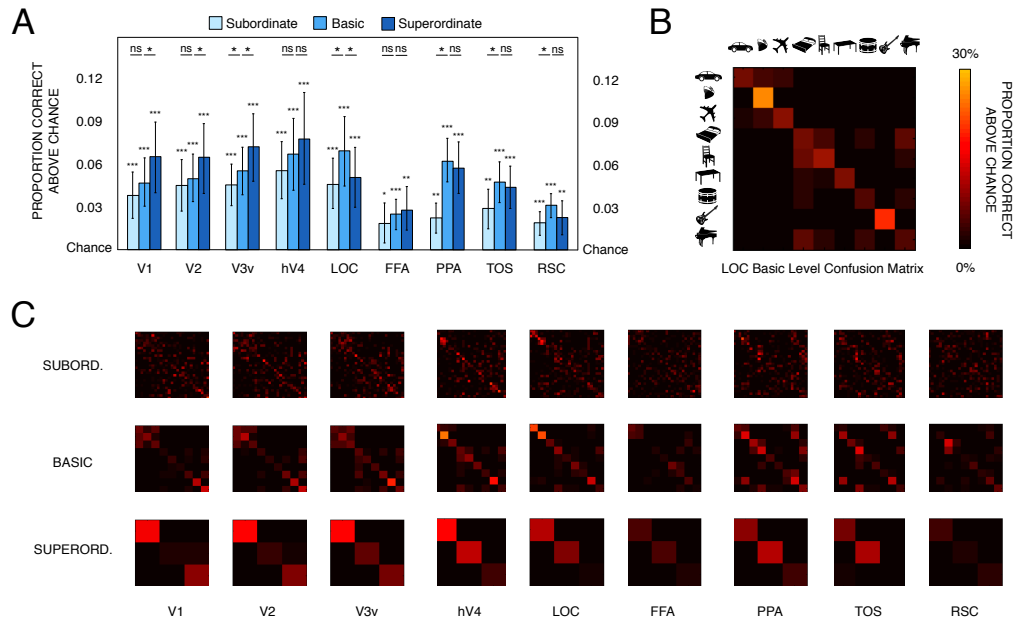 A
Subordinate Basic Superordinate
ns * ns * * * ns ns * * ns ns * ns * ns * ns
PROPORTION CORRECT
ABOVE CHANCE
0.12
0.09
0.06
0.03
Chance
*** *** *** *** *** *** *** *** *** *** *** *** *** *** *** * *** ** ** *** *** ** *** *** *** *** **
0.12
0.09
0.06
0.03
Chance
V1 V2 V3v hV4 LOC FFA PPA TOS RSC
B
30%
PROPORTION CORRECT
ABOVE CHANCE
0%
LOC Basic Level Confusion Matrix
C
SUBORD.
BASIC
SUPERORD.
V1 V2 V3v hV4 LOC FFA PPA TOS RSC